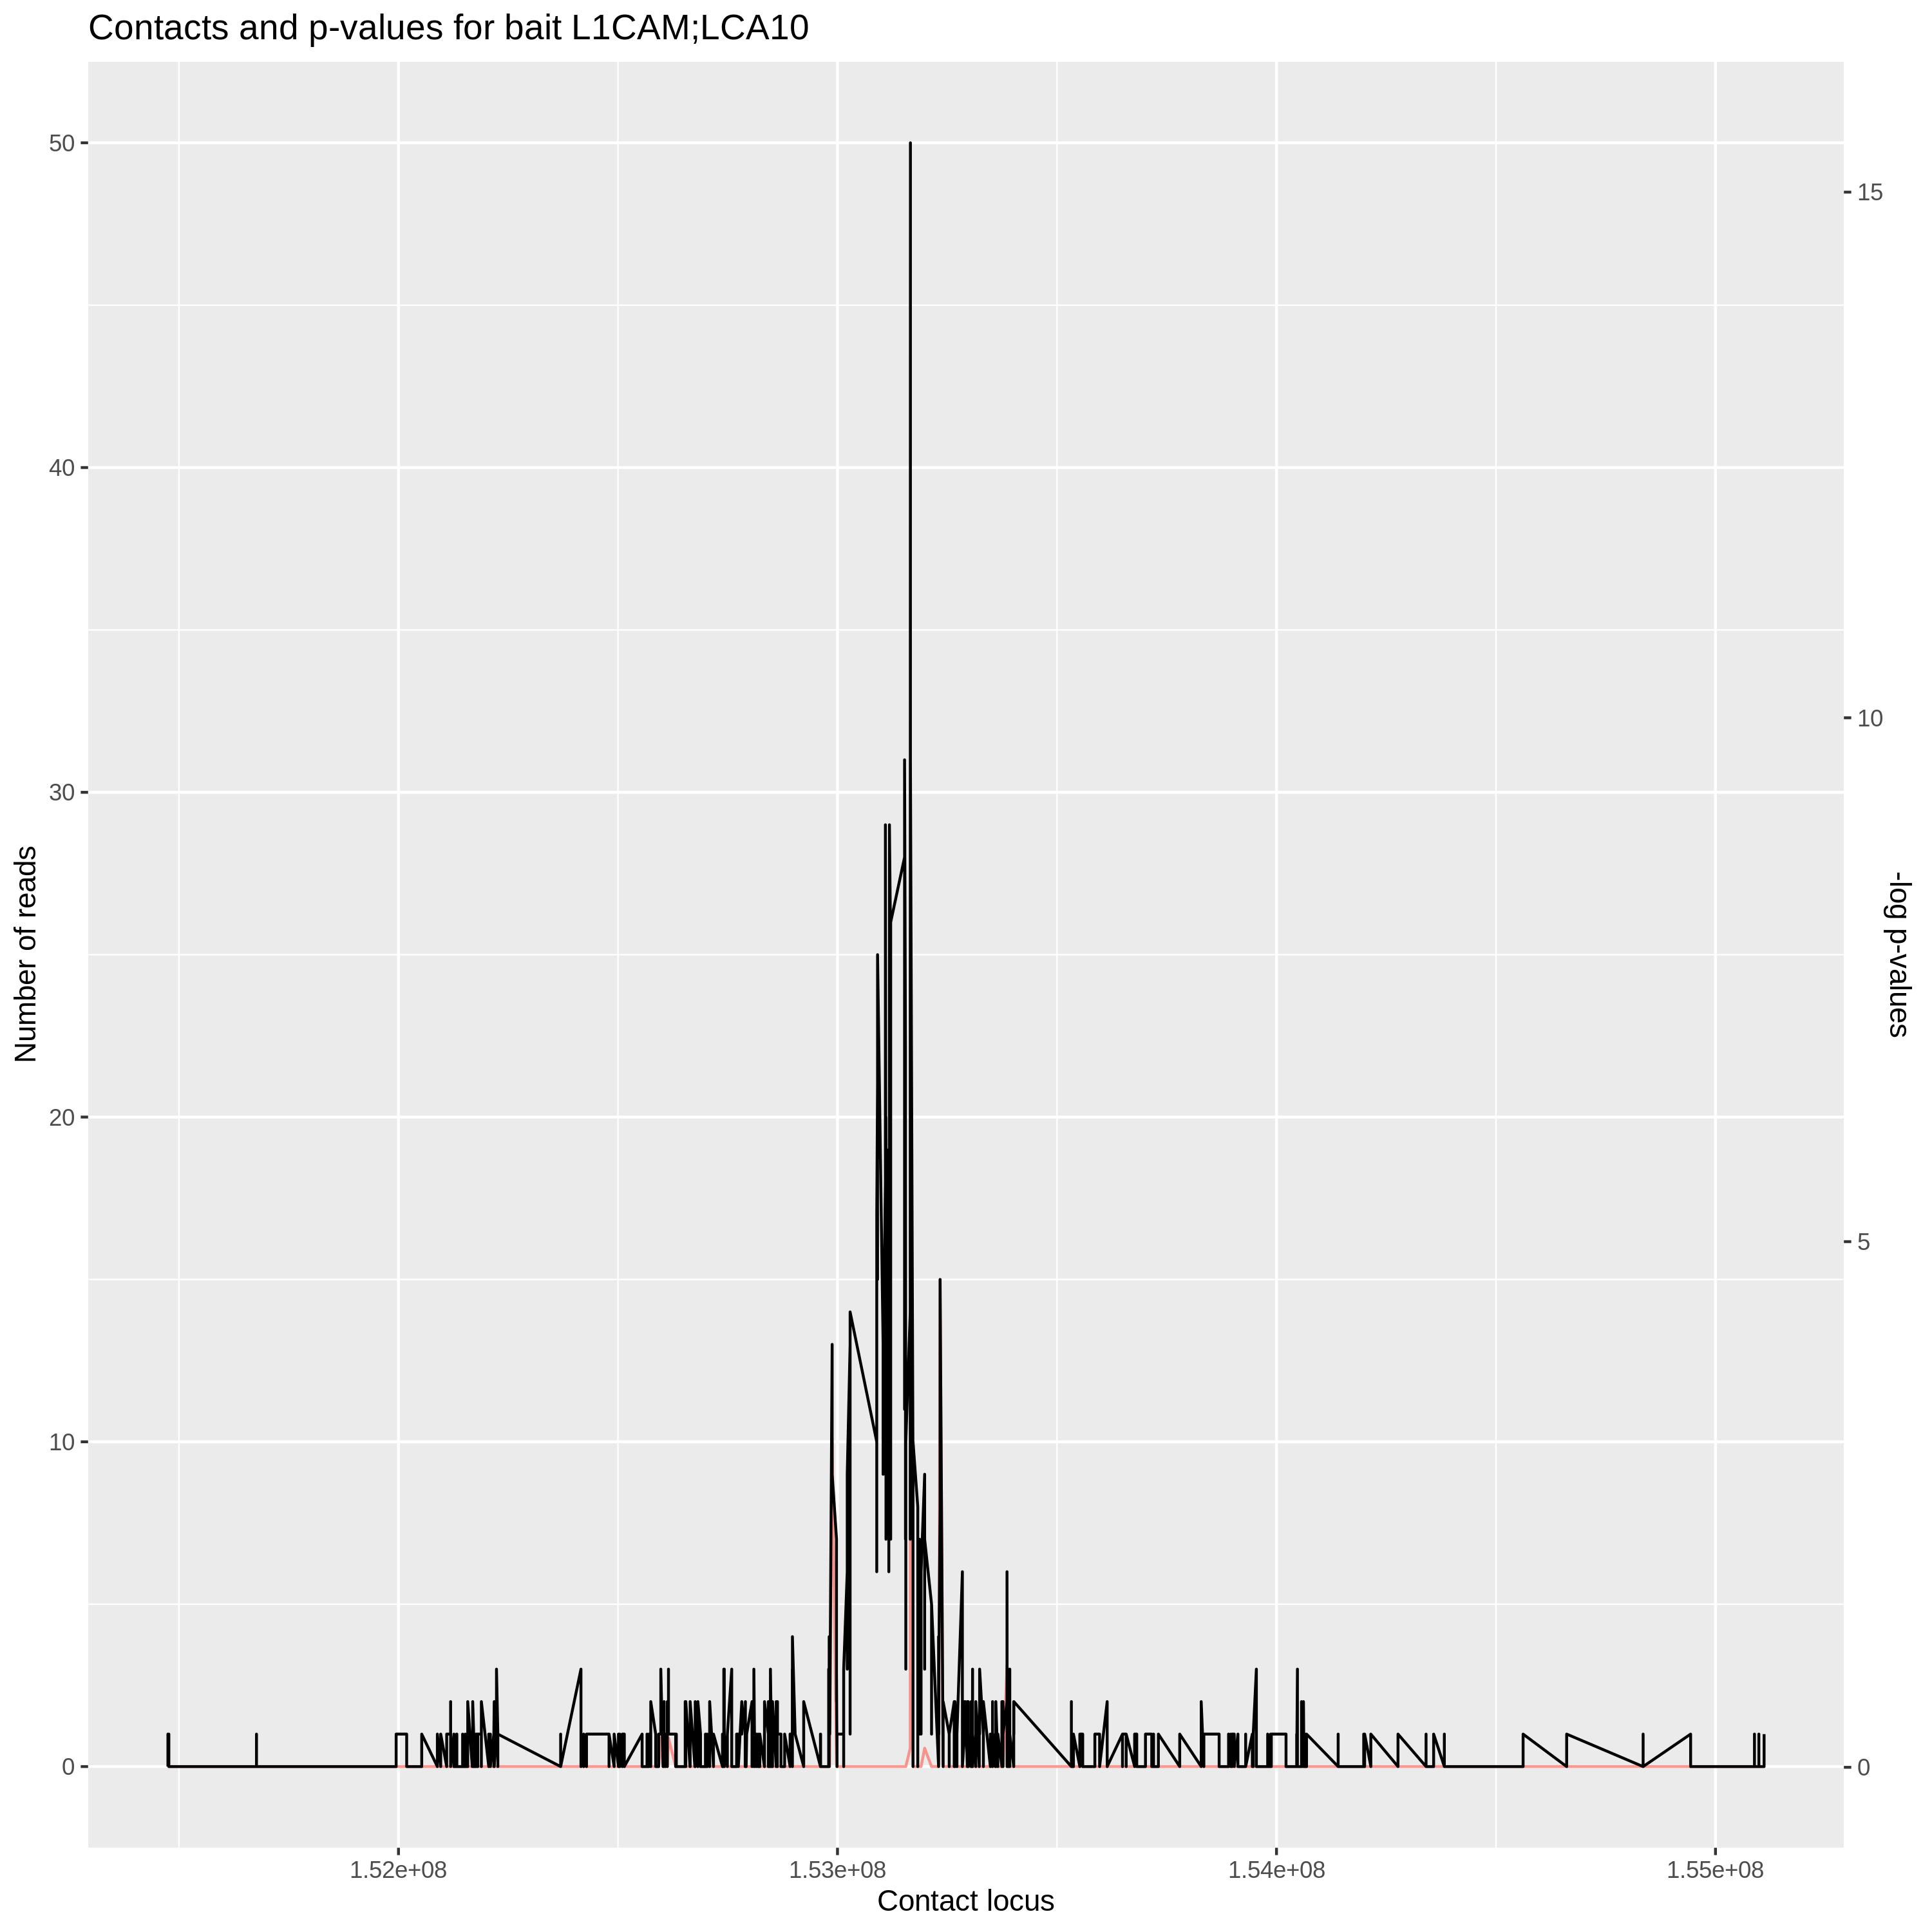 Contacts and p-values for bait L1CAM;LCA10
50
40
30
20
10
0
Number of reads
15
10
5
0
-log p-values
1.52e+08
1.53e+08
1.54e+08
1.55e+08
Contact locus